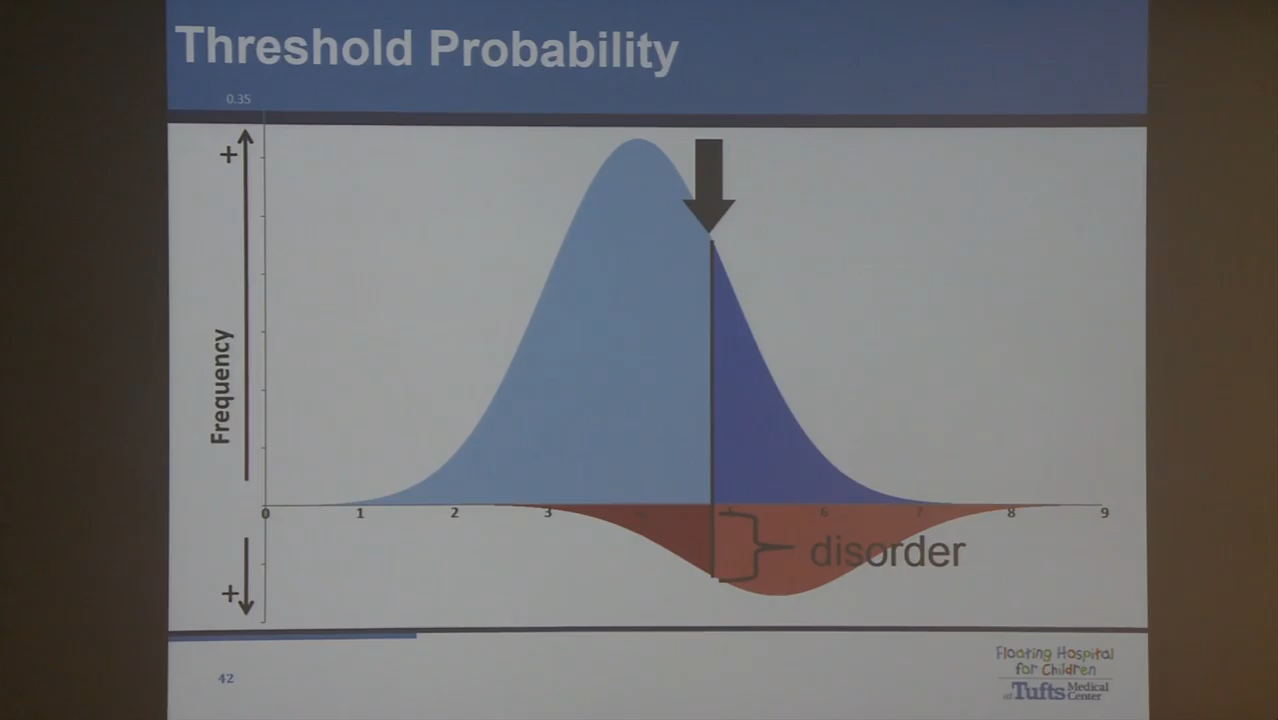 Threshold Probability
0.35
+
Frequency
0 1 2 3 5 6 7 8 9
disorder
+
42
Floating Hospital
for Children
at Tufts Medical
Center